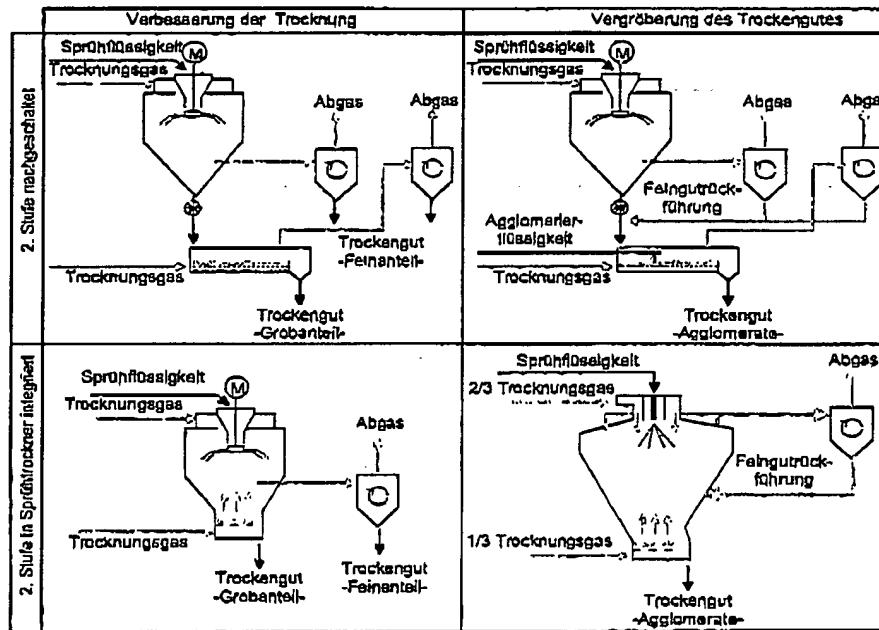 Verbesserung der Trocknung
Vergröberung des Trockengutes
2. Stufe nachgeschaltet
Sprühflüssigkeit
Trocknungsgas
M
Abgas
Abgas
Trockengut
-Feinanteil-
Trocknungsgas
Trockengut
-Grobanteil-
Sprühflüssigkeit
Trocknungsgas
M
Abgas
Abgas
Feingutrück-
führung
Agglomerier-
flüssigkeit
Trocknungsgas
Trockengut
-Agglomerate-
2. Stufe in Sprühtrockner integriert
Sprühflüssigkeit
Trocknungsgas
M
Abgas
Trocknungsgas
Trockengut
-Grobanteil-
Trockengut
-Feinanteil-
Sprühflüssigkeit
2/3 Trocknungsgas
Abgas
Feingutrück-
führung
1/3 Trocknungsgas
Trockengut
-Agglomerate-